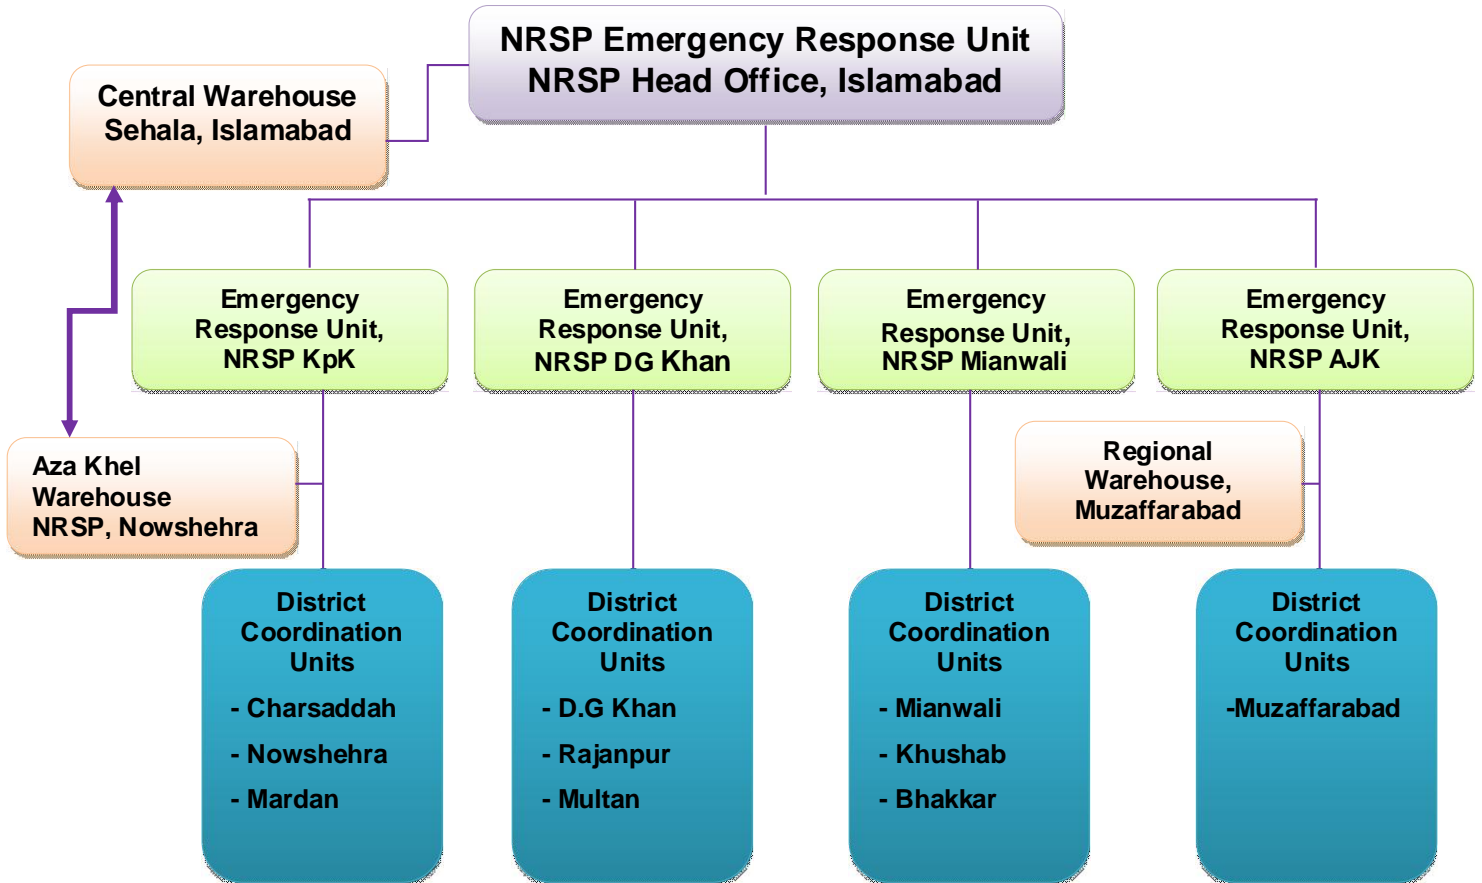 NRSP Emergency Response Unit
NRSP Head Office, Islamabad
Central Warehouse
Sehala, Islamabad
Emergency
Response Unit,
NRSP KpK
Emergency
Response Unit,
NRSP DG Khan
Emergency
Response Unit,
NRSP Mianwali
Emergency
Response Unit,
NRSP AJK
Aza Khel
Warehouse
NRSP, Nowshehra
Regional
Warehouse,
Muzaffarabad
District
Coordination
Units
- Charsaddah
- Nowshehra
- Mardan
District
Coordination
Units
- D.G Khan
- Rajanpur
- Multan
District
Coordination
Units
- Mianwali
- Khushab
- Bhakkar
District
Coordination
Units
-Muzaffarabad